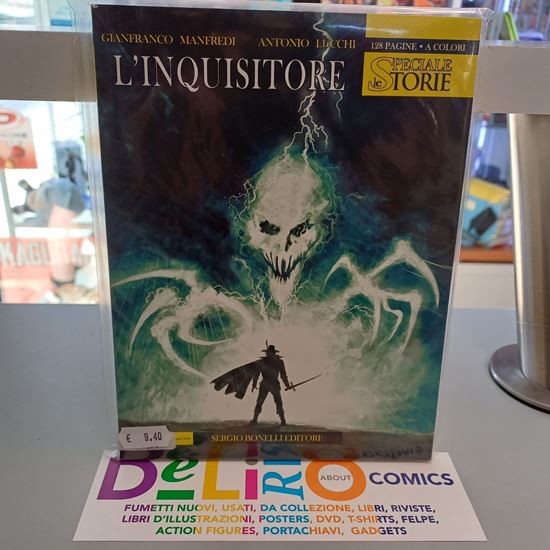 GIANFRANCO MANFREDI ANTONIO LUCCHI
L'INQUISITORE
128 PAGINE • A COLORI
SPECIALE
le STORIE
€ 9,40
SERGIO BONELLI EDITORE
DeLiRiO ABOUT COMICS
FUMETTI NUOVI, USATI, DA COLLEZIONE, LIBRI, RIVISTE,
LIBRI D'ILLUSTRAZIONI, POSTERS, DVD, T-SHIRTS, FELPE,
ACTION FIGURES, PORTACHIAVI, GADGETS